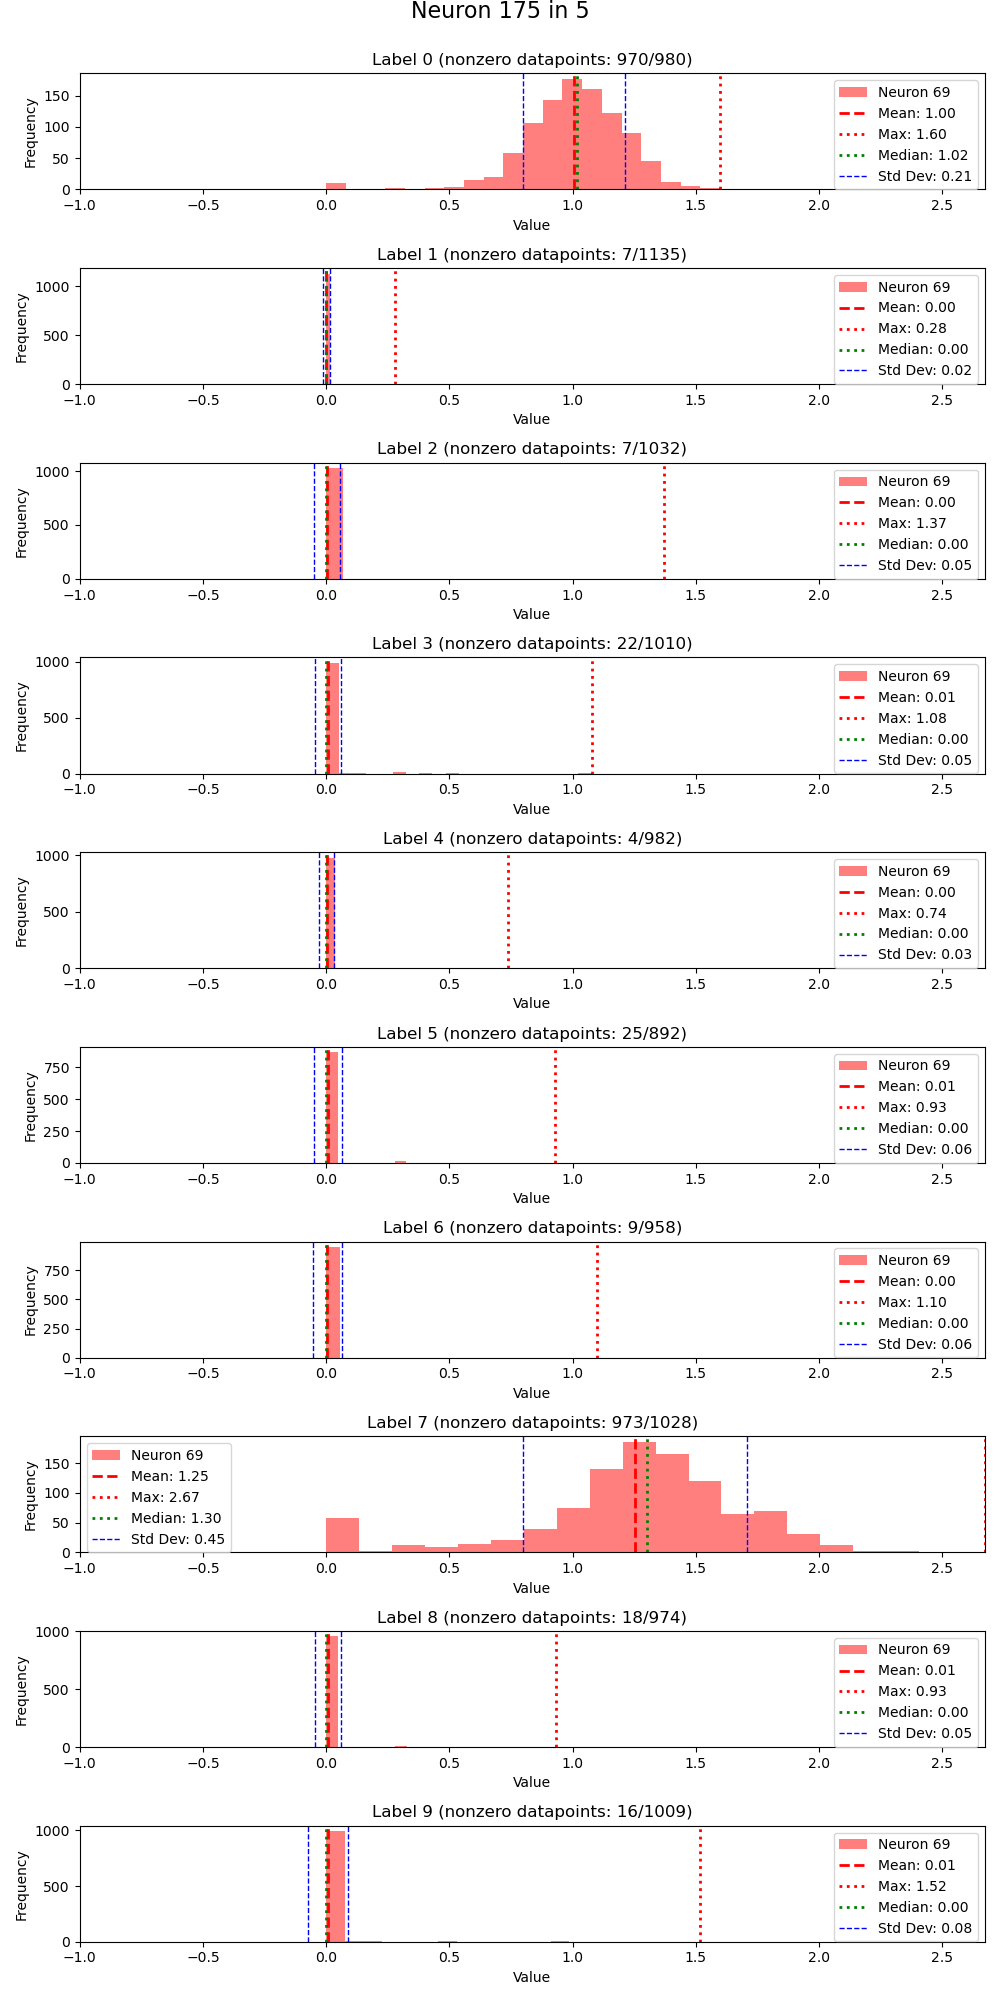 Neuron 175 in 5
Label 0 (nonzero datapoints: 970/980)
Frequency
150
100
50
0
Neuron 69
Mean: 1.00
Max: 1.60
Median: 1.02
Std Dev: 0.21
−1.0 −0.5 0.0 0.5 1.0 1.5 2.0 2.5
Value
Label 1 (nonzero datapoints: 7/1135)
Frequency
1000
500
0
Neuron 69
Mean: 0.00
Max: 0.28
Median: 0.00
Std Dev: 0.02
−1.0 −0.5 0.0 0.5 1.0 1.5 2.0 2.5
Value
Label 2 (nonzero datapoints: 7/1032)
Frequency
1000
500
0
Neuron 69
Mean: 0.00
Max: 1.37
Median: 0.00
Std Dev: 0.05
−1.0 −0.5 0.0 0.5 1.0 1.5 2.0 2.5
Value
Label 3 (nonzero datapoints: 22/1010)
Frequency
1000
500
0
Neuron 69
Mean: 0.01
Max: 1.08
Median: 0.00
Std Dev: 0.05
−1.0 −0.5 0.0 0.5 1.0 1.5 2.0 2.5
Value
Label 4 (nonzero datapoints: 4/982)
Frequency
1000
500
0
Neuron 69
Mean: 0.00
Max: 0.74
Median: 0.00
Std Dev: 0.03
−1.0 −0.5 0.0 0.5 1.0 1.5 2.0 2.5
Value
Label 5 (nonzero datapoints: 25/892)
Frequency
750
500
250
0
Neuron 69
Mean: 0.01
Max: 0.93
Median: 0.00
Std Dev: 0.06
−1.0 −0.5 0.0 0.5 1.0 1.5 2.0 2.5
Value
Label 6 (nonzero datapoints: 9/958)
Frequency
750
500
250
0
Neuron 69
Mean: 0.00
Max: 1.10
Median: 0.00
Std Dev: 0.06
−1.0 −0.5 0.0 0.5 1.0 1.5 2.0 2.5
Value
Label 7 (nonzero datapoints: 973/1028)
Frequency
150
100
50
0
Neuron 69
Mean: 1.25
Max: 2.67
Median: 1.30
Std Dev: 0.45
−1.0 −0.5 0.0 0.5 1.0 1.5 2.0 2.5
Value
Label 8 (nonzero datapoints: 18/974)
Frequency
1000
500
0
Neuron 69
Mean: 0.01
Max: 0.93
Median: 0.00
Std Dev: 0.05
−1.0 −0.5 0.0 0.5 1.0 1.5 2.0 2.5
Value
Label 9 (nonzero datapoints: 16/1009)
Frequency
1000
500
0
Neuron 69
Mean: 0.01
Max: 1.52
Median: 0.00
Std Dev: 0.08
−1.0 −0.5 0.0 0.5 1.0 1.5 2.0 2.5
Value